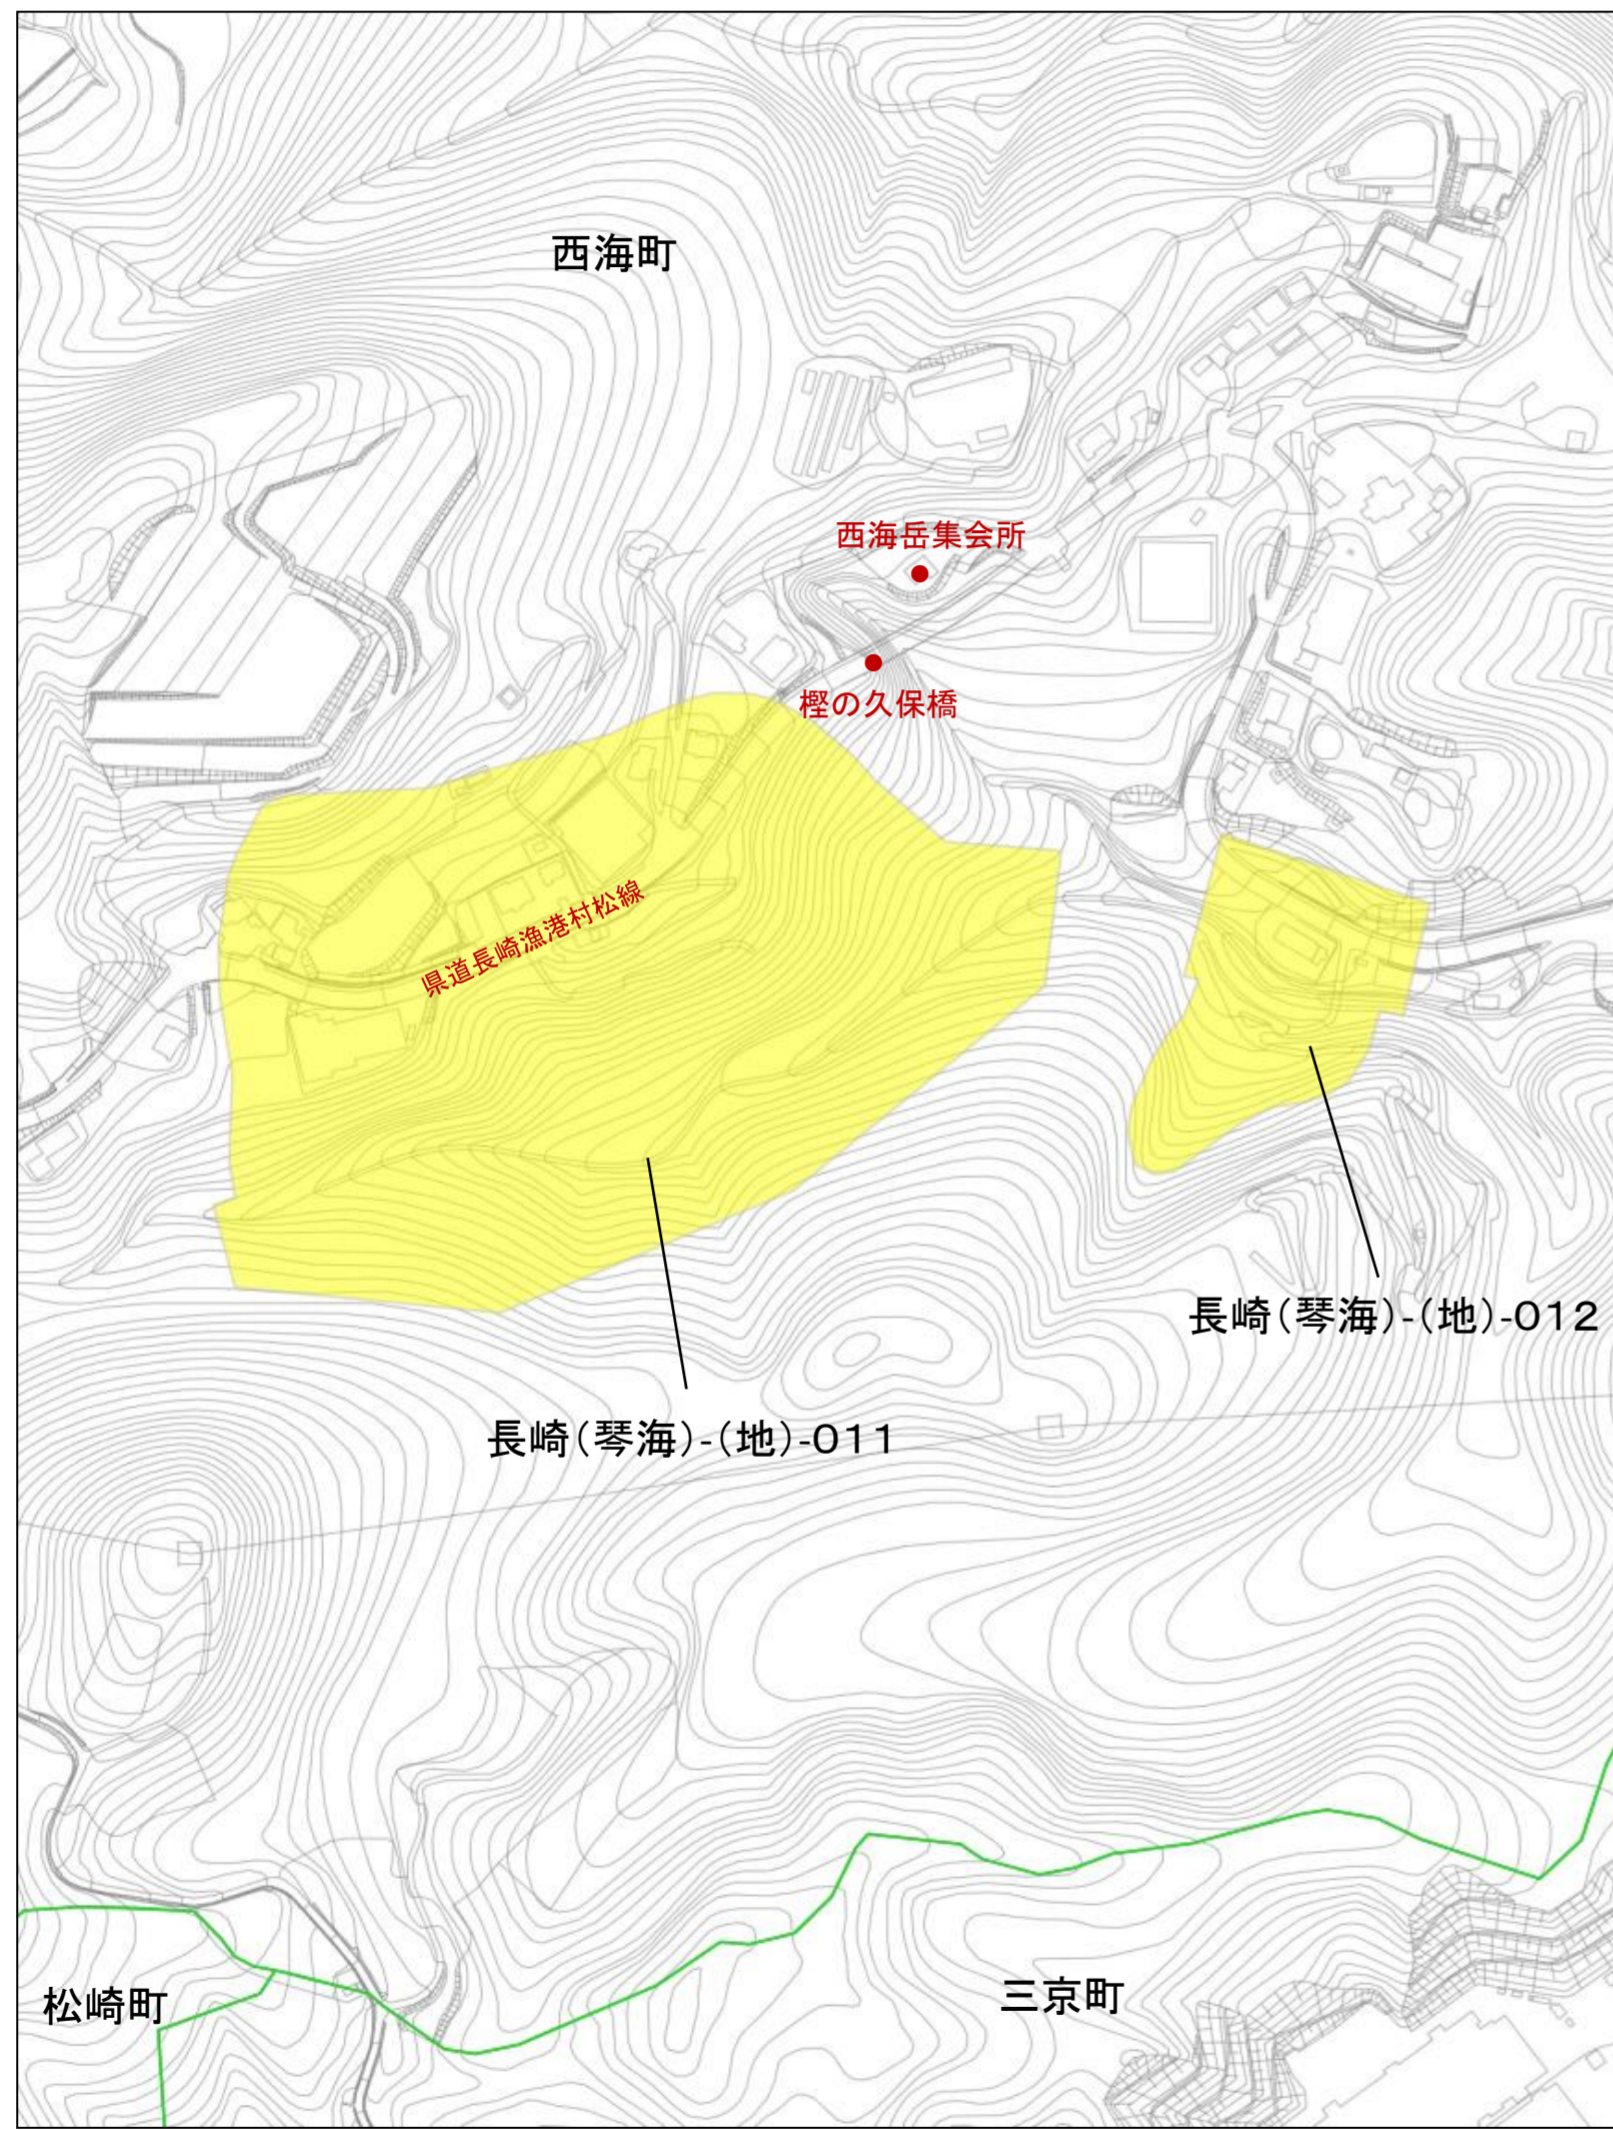 西海町
西海岳集会所
樫の久保橋
県道長崎漁港村松線
長崎（琴海）-（地）-０１２
長崎（琴海）-（地）-０１１
松崎町
三京町